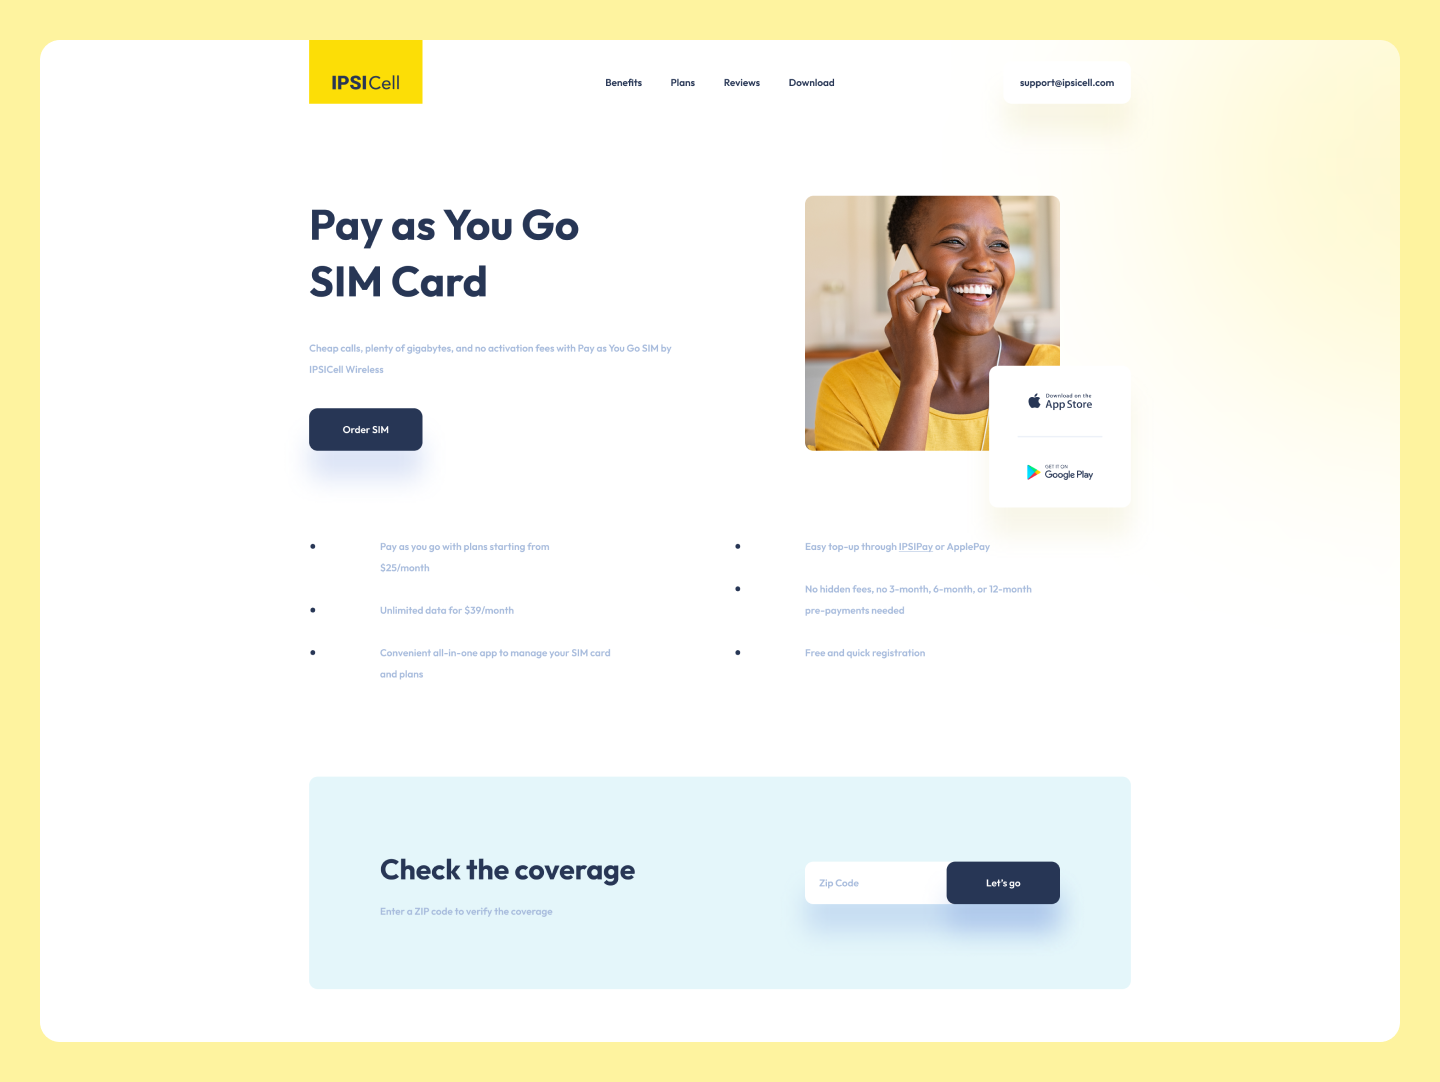 IPSICell
Benefits
Plans
Reviews
Download
support@ipsicell.com
Pay as You Go
SIM Card
Cheap calls, plenty of gigabytes, and no activation fees with Pay as You Go SIM by
IPSICell Wireless
Order SIM
Download on the
App Store
GET IT ON
Google Play
Pay as you go with plans starting from
$25/month
Unlimited data for $39/month
Convenient all-in-one app to manage your SIM card
and plans
Easy top-up through IPSIPay or ApplePay
No hidden fees, no 3-month, 6-month, or 12-month
pre-payments needed
Free and quick registration
Check the coverage
Enter a ZIP code to verify the coverage
Zip Code
Let's go